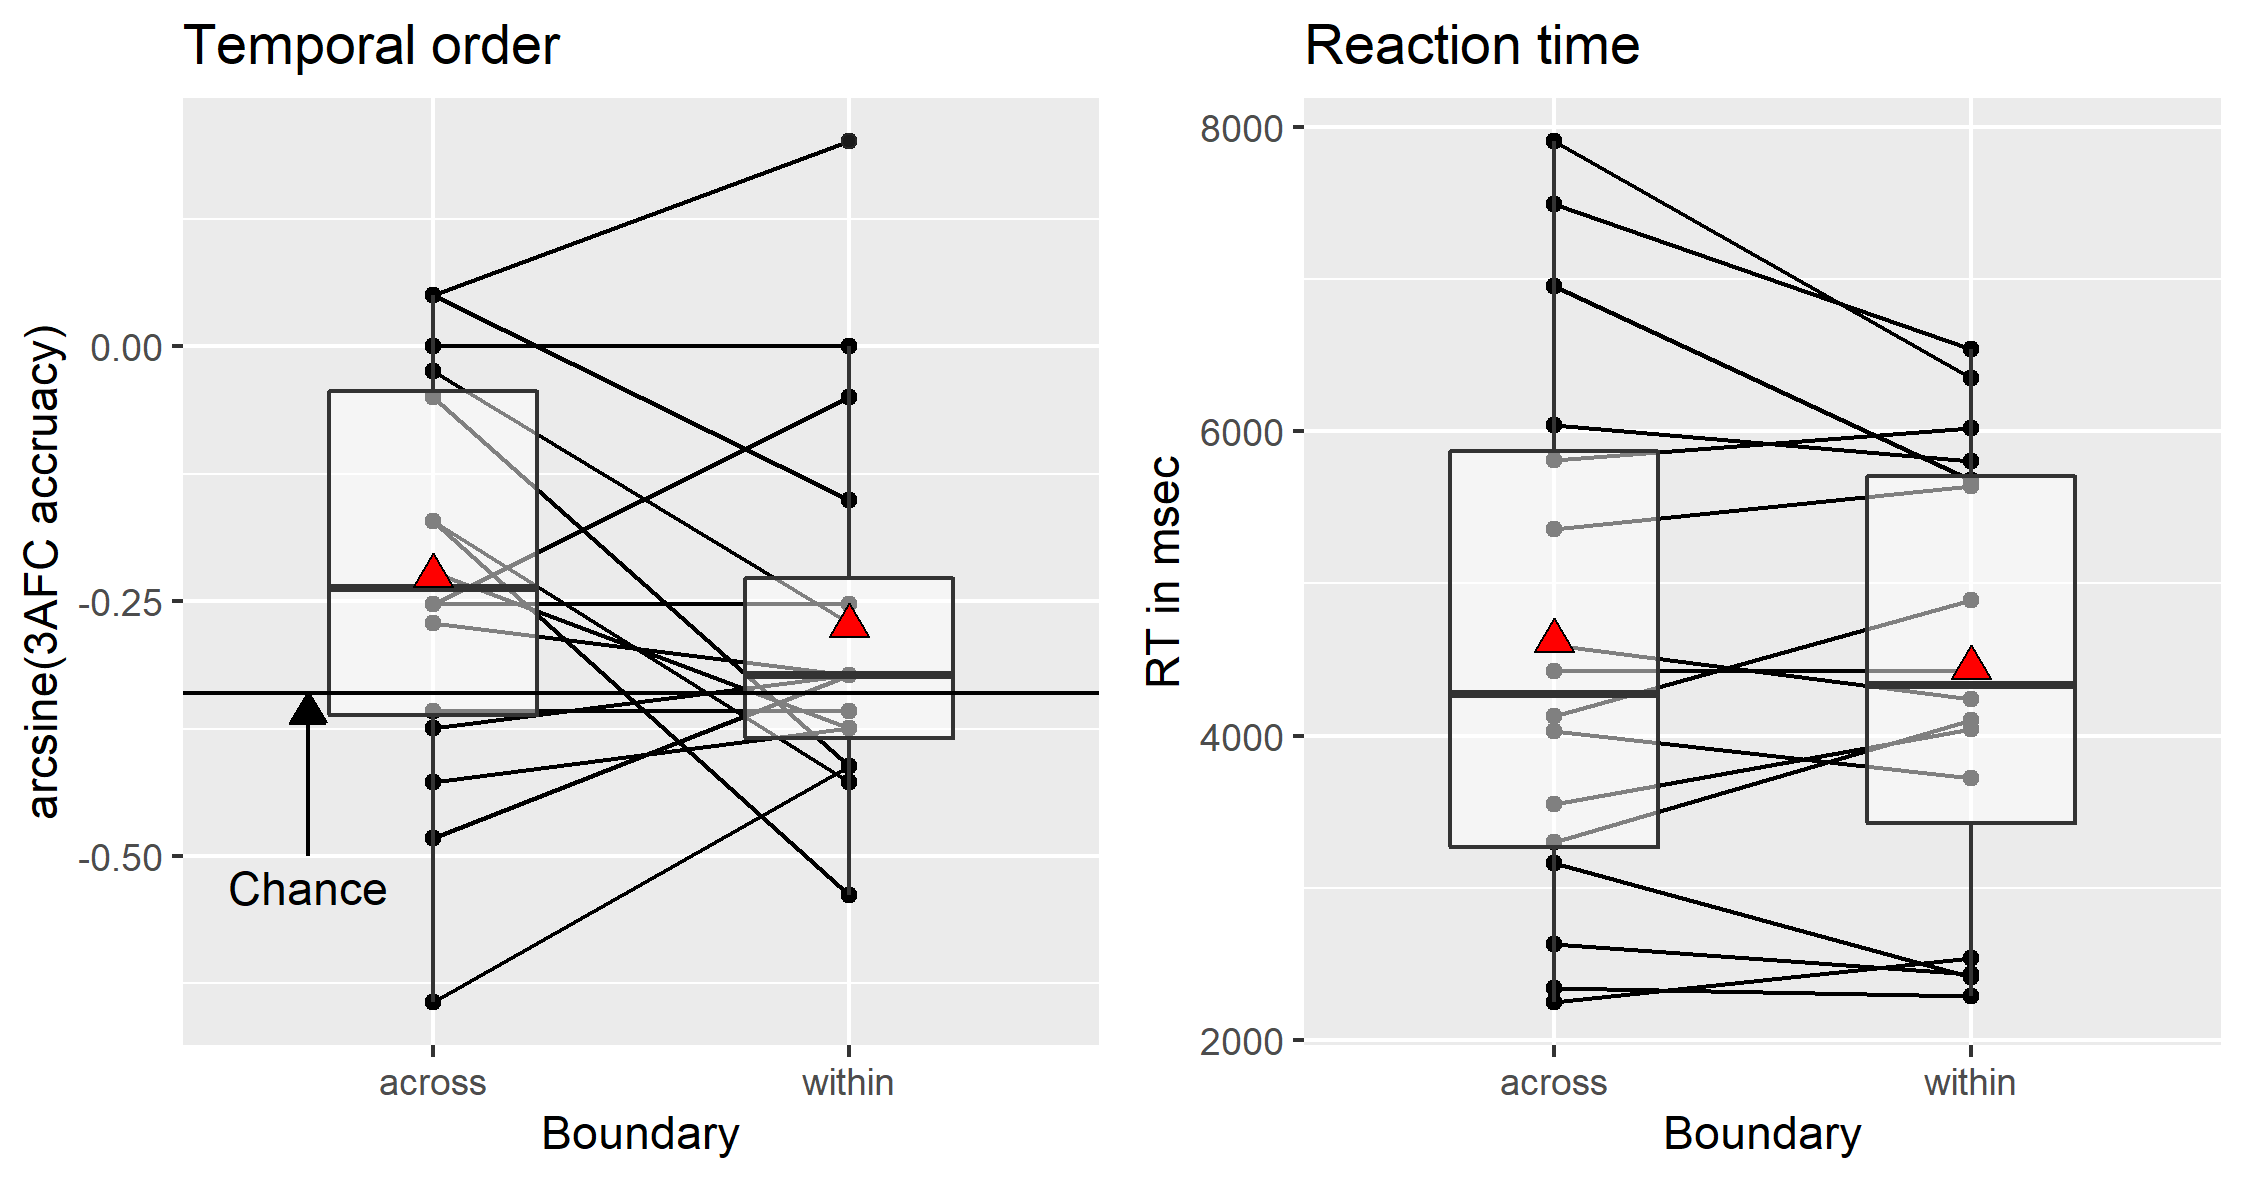 Temporal order
arcsine(3AFC accruacy)
0.00
-0.25
-0.50
Chance
across
within
Boundary
Reaction time
RT in msec
8000
6000
4000
2000
across
within
Boundary